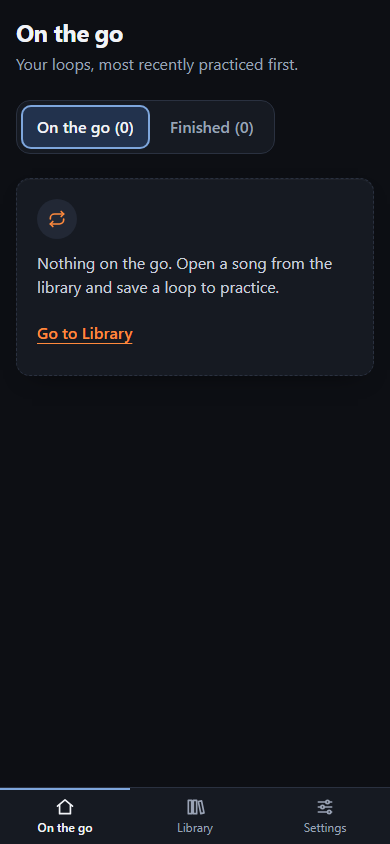 On the go
Your loops, most recently practiced first.
On the go (0)
Finished (0)
Nothing on the go. Open a song from the
library and save a loop to practice.
Go to Library
On the go
Library
Settings